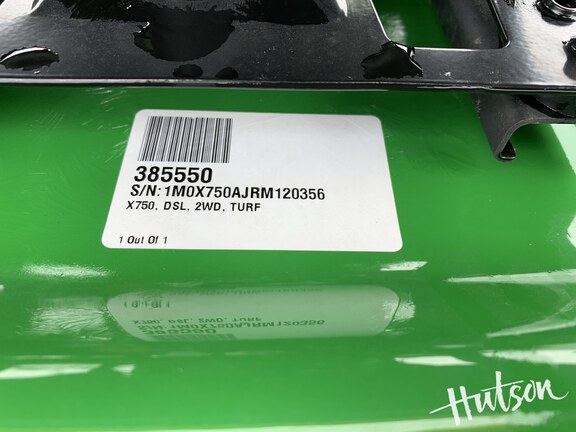 385550
S/N: 1M0X750AJRM120356
X750, DSL, 2WD, TURF
1 Out Of 1
Hutson